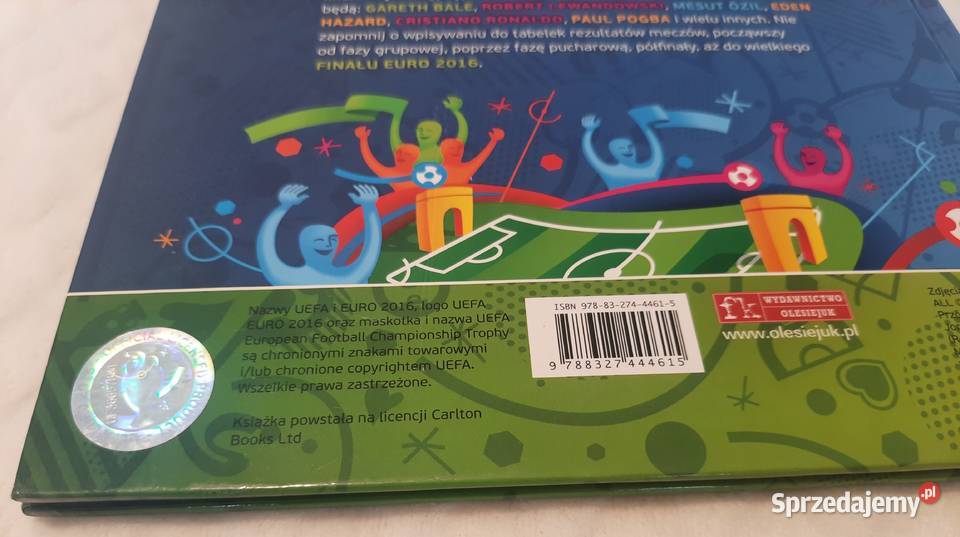 będą: GARETH BALE, ROBERT LEWANDOWSKI, MESUT ÖZIL, EDEN
HAZARD, CRISTIANO RONALDO, PAUL POGBA i wielu innych. Nie
zapomnij o wpisywaniu do tabelek rezultatów meczów, począwszy
od fazy grupowej, poprzez fazę pucharową, półfinały, aż do wielkiego
FINAŁU EURO 2016.
Nazwy UEFA i EURO 2016, logo UEFA
EURO 2016 oraz maskotka i nazwa UEFA
European Football Championship Trophy
są chronionymi znakami towarowymi
i/lub chronione copyrightem UEFA.
Wszelkie prawa zastrzeżone.
Książka powstała na licencji Carlton
Books Ltd
ISBN 978-83-274-4461-5
9 788327 444615
fk WYDAWNICTWO
OLESIEJUK
www.olesiejuk.pl
Zdjęcia
ALL
Sprzedajemy.pl